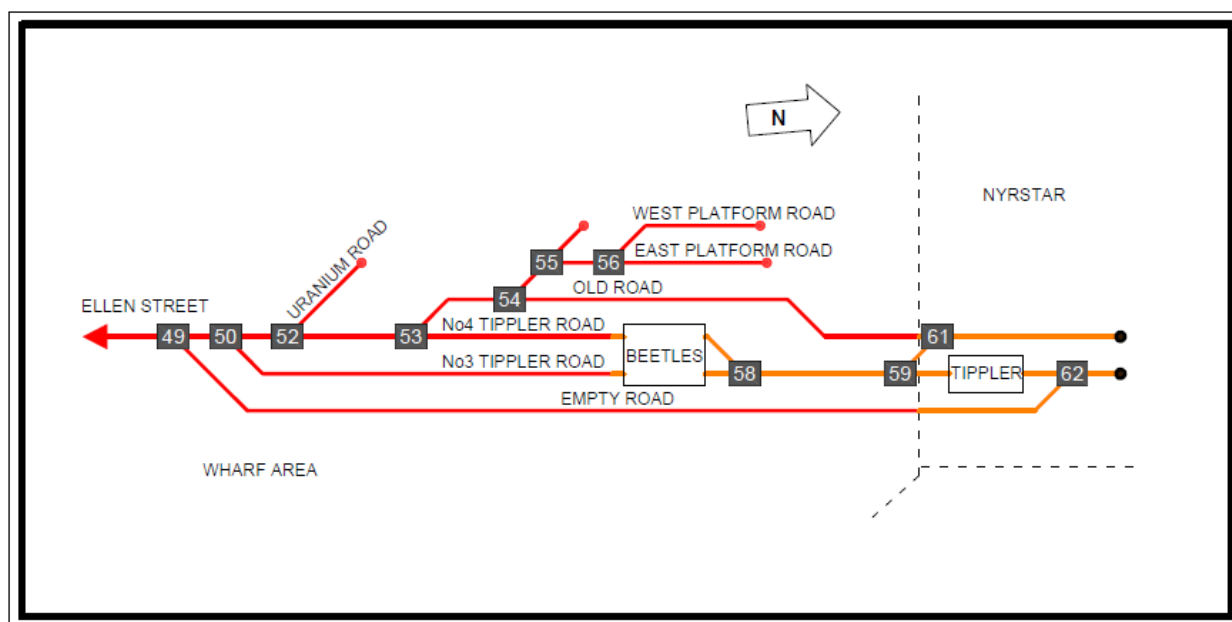 N
NYRSTAR
WEST PLATFORM ROAD
URANIUM ROAD
55
56
EAST PLATFORM ROAD
54
OLD ROAD
ELLEN STREET
49
50
52
53
No4 TIPPLER ROAD
61
BEETLES
No3 TIPPLER ROAD
58
59
TIPPLER
62
EMPTY ROAD
WHARF AREA